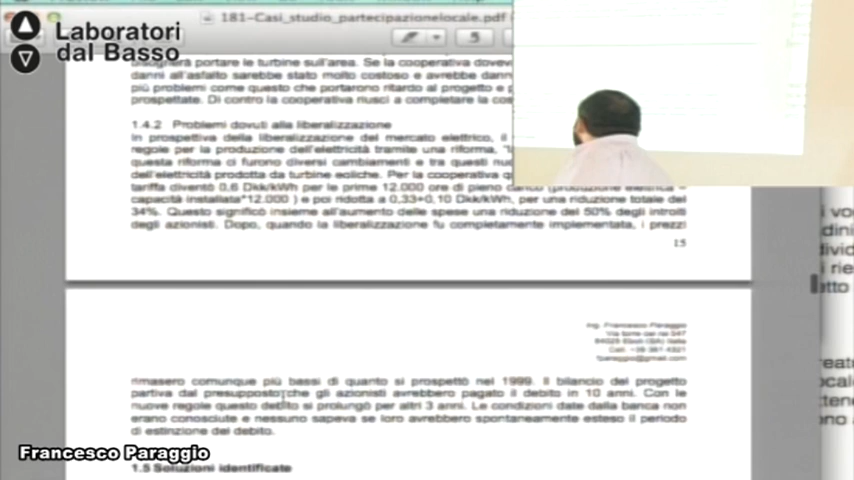 Laboratori
dal Basso
181-Casi_studio_partecipazionelocale.pdf
bisognerà portare le turbine sull'area. Se la cooperativa
danni all'asfalto sarebbe stato molto costoso e avrebbe
più problemi come questo che portarono ritardo al progetto e
prospettate. Di contro la cooperativa riuscì a completare la
1.4.2 Problemi dovuti alla liberalizzazione
In prospettiva della liberalizzazione del mercato elettrico, il
regole per la produzione dell'elettricità tramite una riforma,
questa riforma ci furono diversi cambiamenti e tra questi
dell'elettricità prodotta da turbine eoliche. Per la cooperativa
tariffa diventò 0,6 Dkk/kWh per le prime 12.000 ore di pieno carico (produzione elettrica =
capacità installata*12.000 ) e poi ridotta a 0,33+0,10 Dkk/kWh, per una riduzione totale del
34%. Questo significò insieme all'aumento delle spese una riduzione del 50% degli introiti
degli azionisti. Dopo, quando la liberalizzazione fu completamente implementata, i prezzi
15
Ing. Francesco Paraggio
rimasero comunque più bassi di quanto si prospettò nel 1999. Il bilancio del progetto
partiva dal presupposto che gli azionisti avrebbero pagato il debito in 10 anni. Con le
nuove regole questo debito si prolungò per altri 3 anni. Le condizioni date dalla banca non
erano conosciute e nessuno sapeva se loro avrebbero spontaneamente esteso il periodo
di estinzione del debito.
1.5 Soluzioni identificate
Francesco Paraggio